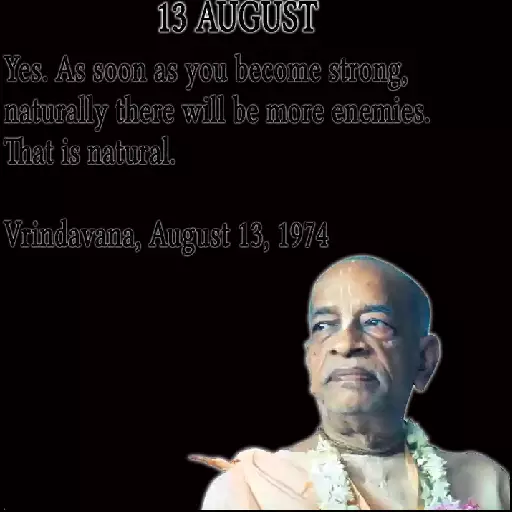 13 AUGUST
Yes. As soon as you become strong,
naturally there will be more enemies.
That is natural.
Vrindavana, August 13, 1974